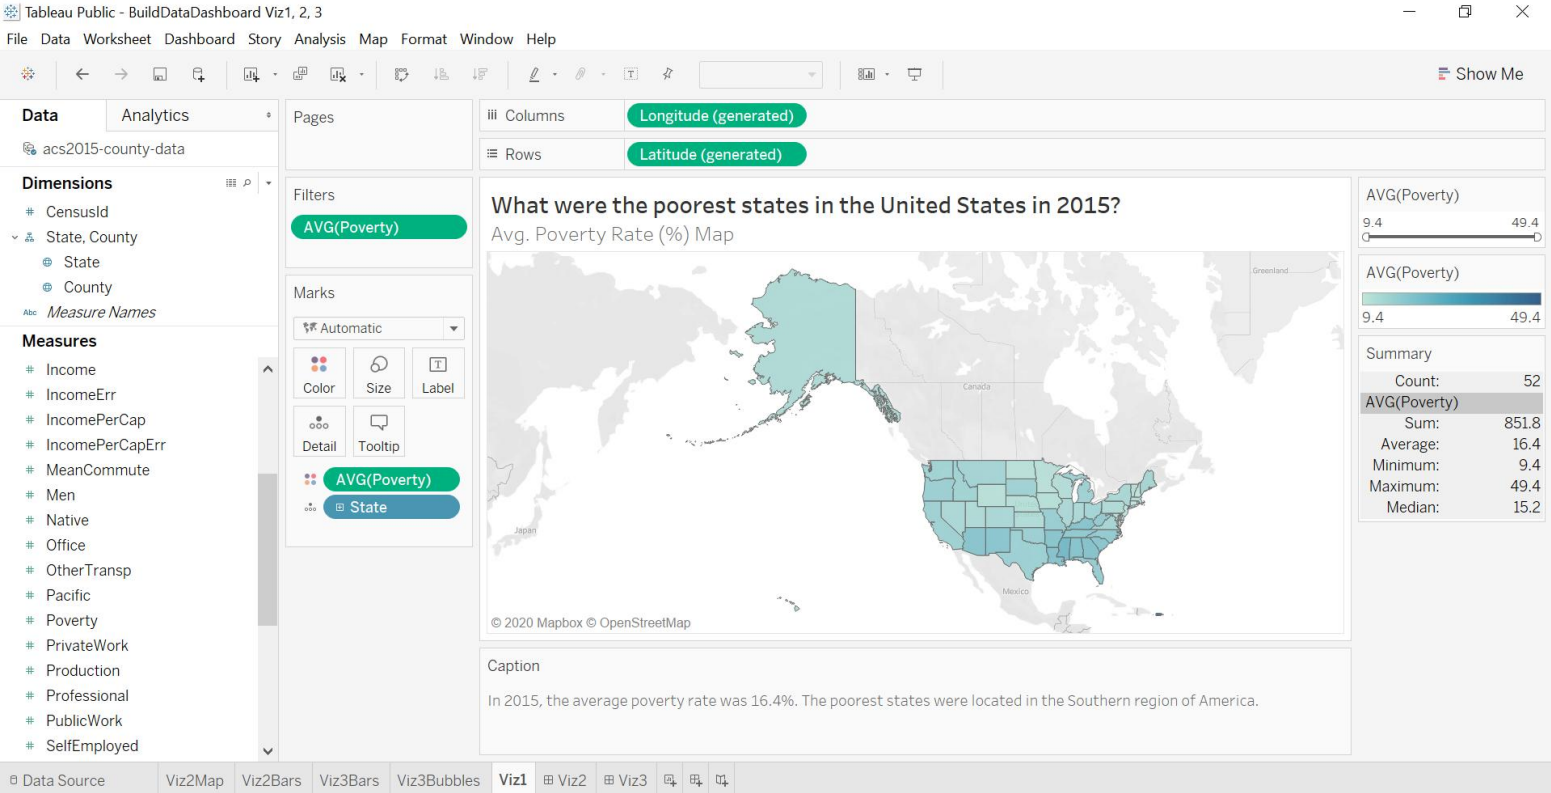 Tableau Public - BuildDataDashboard Viz1, 2, 3
File Data Worksheet Dashboard Story Analysis Map Format Window Help
Show Me
Data Analytics
acs2015-county-data
Dimensions
CensusId
State, County
State
County
Abc Measure Names
Measures
Income
IncomeErr
IncomePerCap
IncomePerCapErr
MeanCommute
Men
Native
Office
OtherTransp
Pacific
Poverty
PrivateWork
Production
Professional
PublicWork
SelfEmployed
Pages
Filters
AVG(Poverty)
Marks
Automatic
Color Size Label
Detail Tooltip
AVG(Poverty)
State
Columns Longitude (generated)
Rows Latitude (generated)
What were the poorest states in the United States in 2015?
Avg. Poverty Rate (%) Map
Greenland
Canada
Japan
Mexico
© 2020 Mapbox © OpenStreetMap
Caption
In 2015, the average poverty rate was 16.4%. The poorest states were located in the Southern region of America.
AVG(Poverty)
9.4 49.4
AVG(Poverty)
9.4 49.4
Summary
Count: 52
AVG(Poverty)
Sum: 851.8
Average: 16.4
Minimum: 9.4
Maximum: 49.4
Median: 15.2
Data Source Viz2Map Viz2Bars Viz3Bars Viz3Bubbles Viz1 Viz2 Viz3